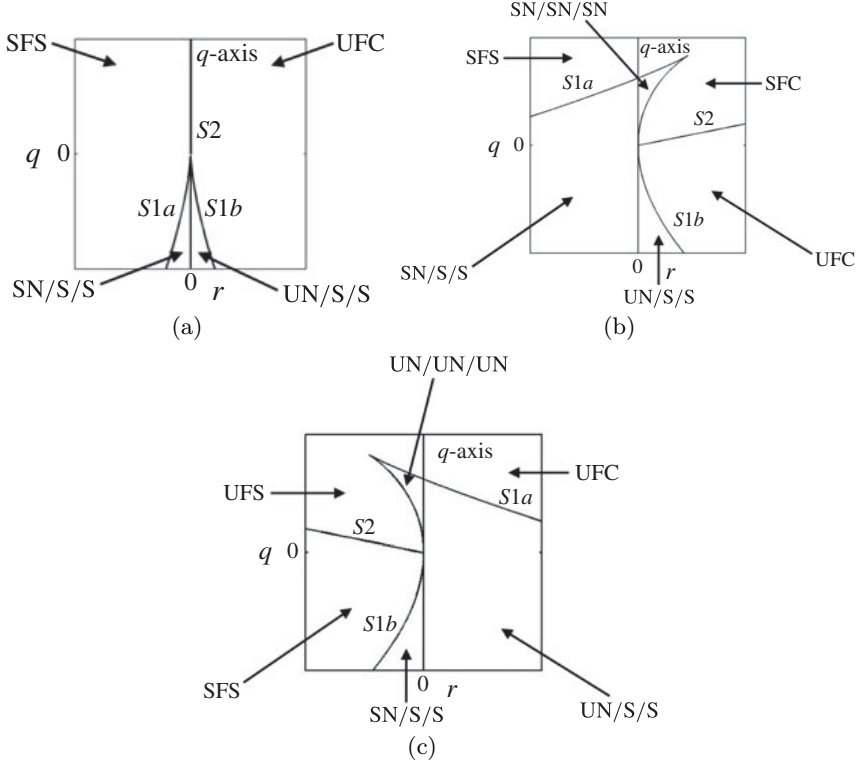 SFS
q-axis
UFC
S2
q 0
S1a S1b
SN/S/S
0 r
UN/S/S
(a)
SN/SN/SN
SFS
q-axis
S1a
SFC
S2
q 0
S1b
SN/S/S
UFC
0 r
UN/S/S
(b)
UN/UN/UN
q-axis
UFS
UFC
S1a
S2
q 0
S1b
SFS
0 r
SN/S/S
UN/S/S
(c)